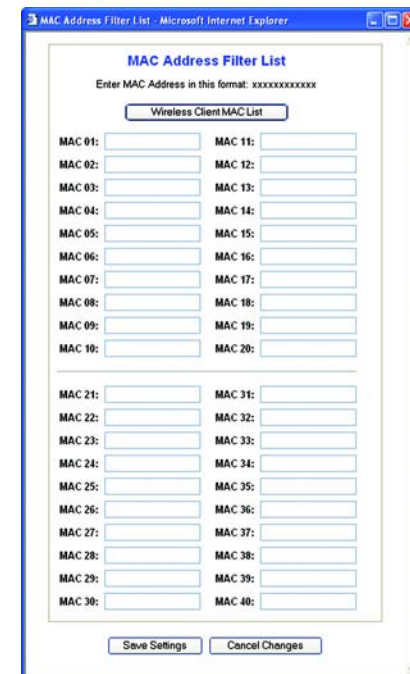 MAC Address Filter List - Microsoft Internet Explorer
MAC Address Filter List
Enter MAC Address in this format: xxxxxxxxxxxx
Wireless Client MAC List
MAC 01: MAC 11:
MAC 02: MAC 12:
MAC 03: MAC 13:
MAC 04: MAC 14:
MAC 05: MAC 15:
MAC 06: MAC 16:
MAC 07: MAC 17:
MAC 08: MAC 18:
MAC 09: MAC 19:
MAC 10: MAC 20:
MAC 21: MAC 31:
MAC 22: MAC 32:
MAC 23: MAC 33:
MAC 24: MAC 34:
MAC 25: MAC 35:
MAC 26: MAC 36:
MAC 27: MAC 37:
MAC 28: MAC 38:
MAC 29: MAC 39:
MAC 30: MAC 40:
Save Settings Cancel Changes